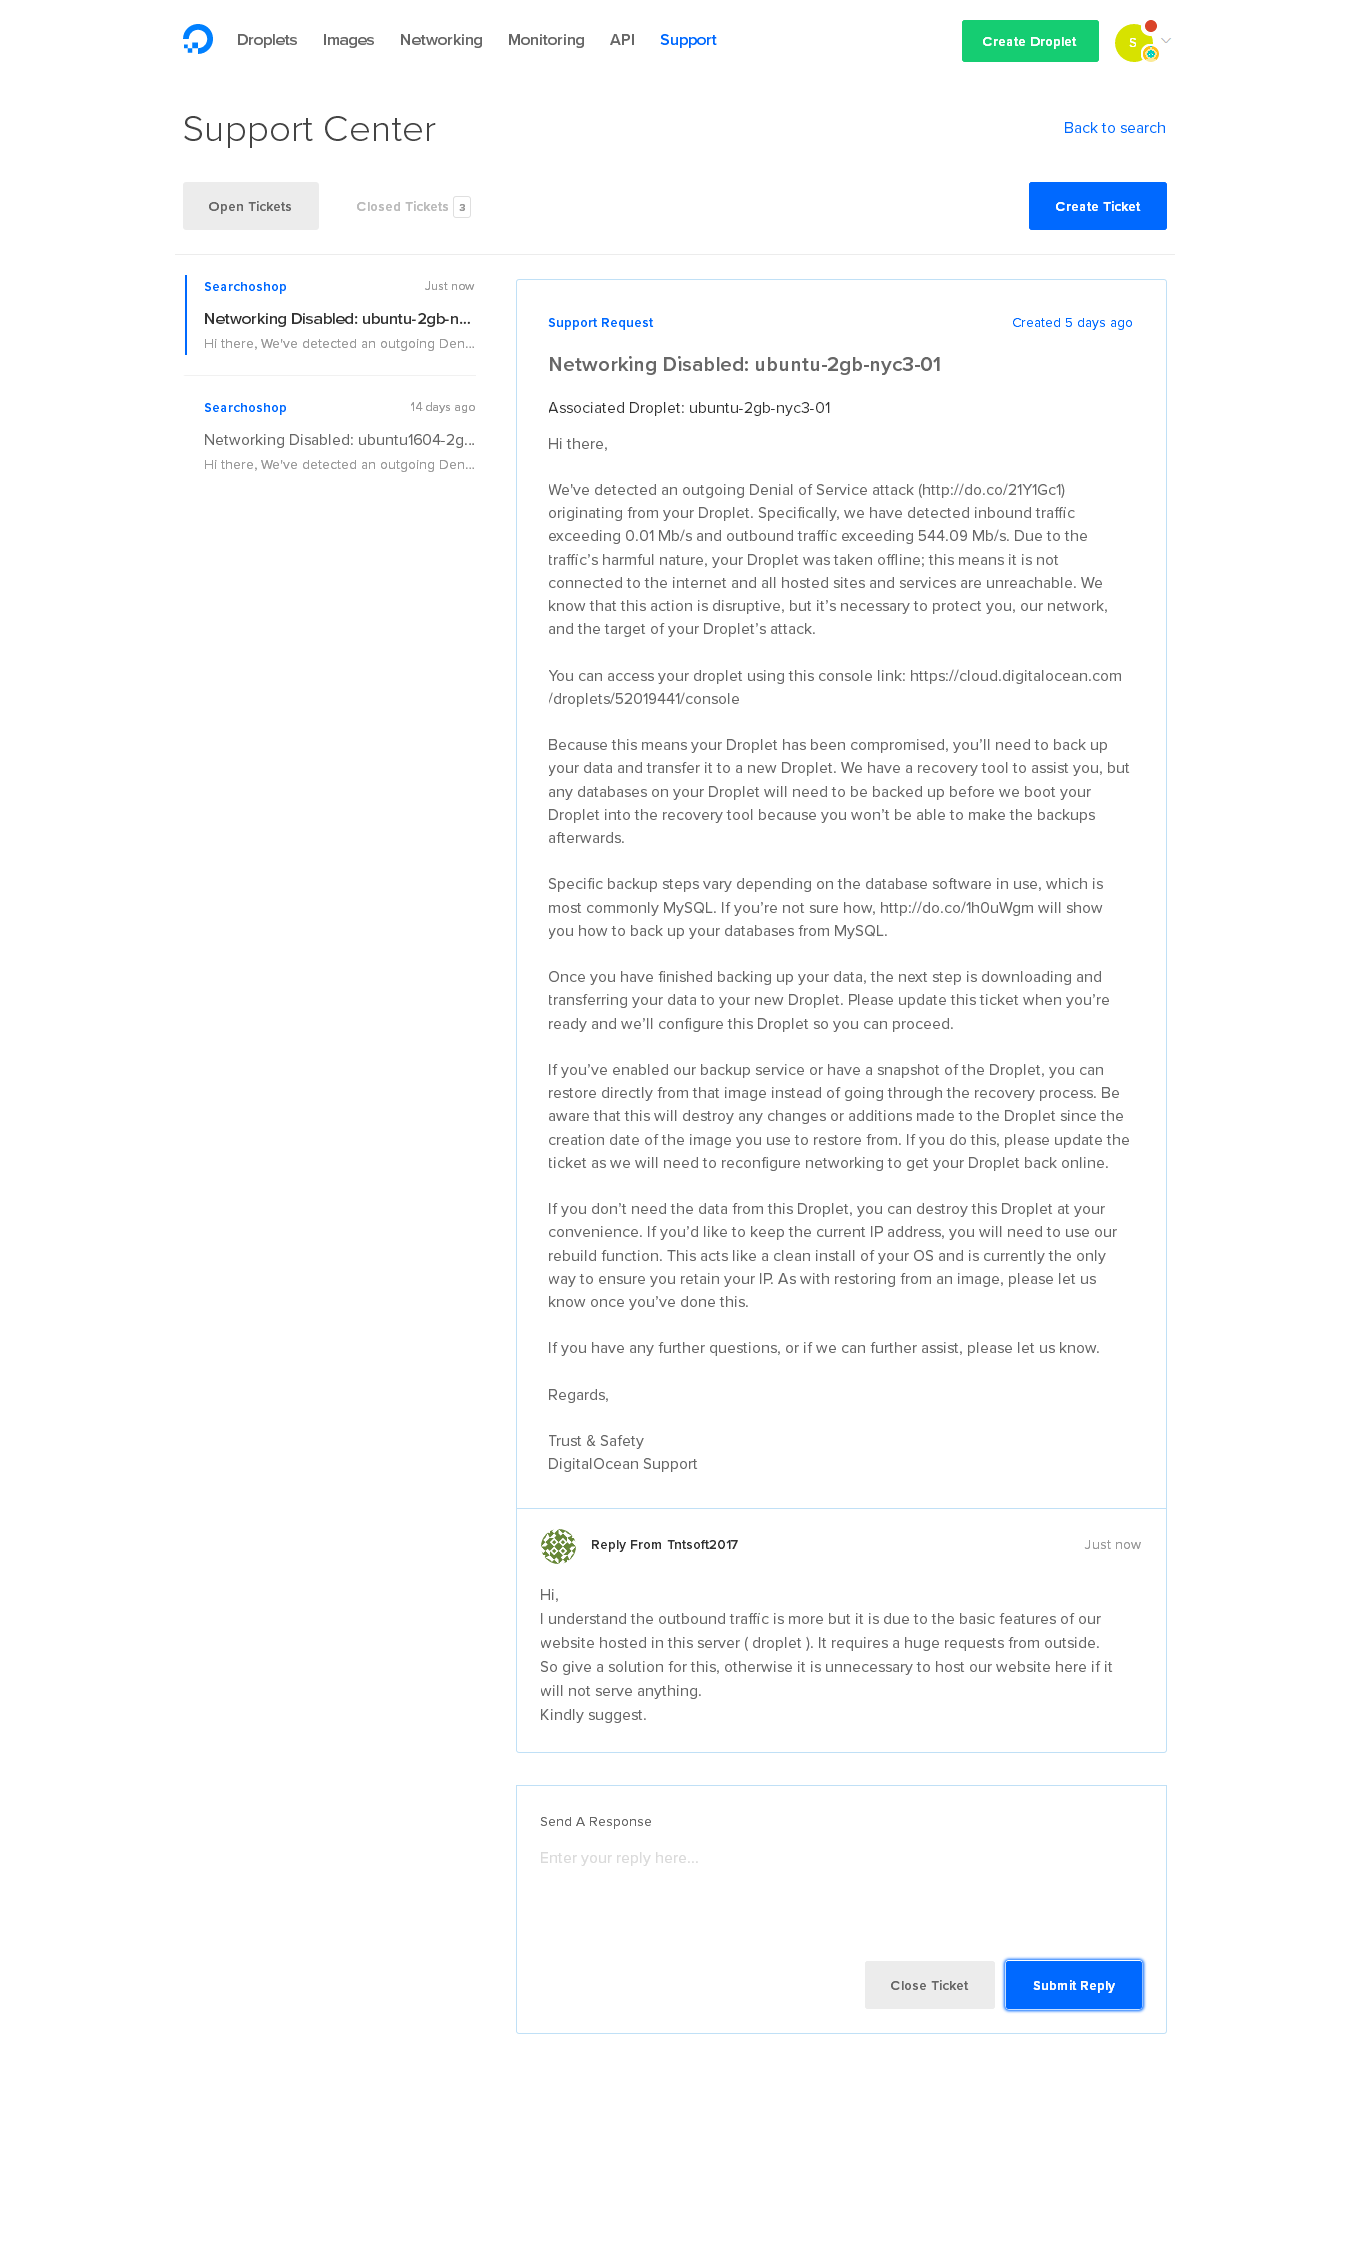 Droplets Images Networking Monitoring API Support Create Droplet S
Support Center
Back to search
Open Tickets Closed Tickets 3 Create Ticket
Searchoshop Just now
Networking Disabled: ubuntu-2gb-n...
Hi there, We've detected an outgoing Den...
Searchoshop 14 days ago
Networking Disabled: ubuntu1604-2g...
Hi there, We've detected an outgoing Den...
Support Request Created 5 days ago
Networking Disabled: ubuntu-2gb-nyc3-01
Associated Droplet: ubuntu-2gb-nyc3-01
Hi there,
We've detected an outgoing Denial of Service attack (http://do.co/21Y1Gc1)
originating from your Droplet. Specifically, we have detected inbound traffic
exceeding 0.01 Mb/s and outbound traffic exceeding 544.09 Mb/s. Due to the
traffic’s harmful nature, your Droplet was taken offline; this means it is not
connected to the internet and all hosted sites and services are unreachable. We
know that this action is disruptive, but it’s necessary to protect you, our network,
and the target of your Droplet’s attack.
You can access your droplet using this console link: https://cloud.digitalocean.com
/droplets/52019441/console
Because this means your Droplet has been compromised, you’ll need to back up
your data and transfer it to a new Droplet. We have a recovery tool to assist you, but
any databases on your Droplet will need to be backed up before we boot your
Droplet into the recovery tool because you won’t be able to make the backups
afterwards.
Specific backup steps vary depending on the database software in use, which is
most commonly MySQL. If you’re not sure how, http://do.co/1h0uWgm will show
you how to back up your databases from MySQL.
Once you have finished backing up your data, the next step is downloading and
transferring your data to your new Droplet. Please update this ticket when you’re
ready and we’ll configure this Droplet so you can proceed.
If you’ve enabled our backup service or have a snapshot of the Droplet, you can
restore directly from that image instead of going through the recovery process. Be
aware that this will destroy any changes or additions made to the Droplet since the
creation date of the image you use to restore from. If you do this, please update the
ticket as we will need to reconfigure networking to get your Droplet back online.
If you don’t need the data from this Droplet, you can destroy this Droplet at your
convenience. If you’d like to keep the current IP address, you will need to use our
rebuild function. This acts like a clean install of your OS and is currently the only
way to ensure you retain your IP. As with restoring from an image, please let us
know once you’ve done this.
If you have any further questions, or if we can further assist, please let us know.
Regards,
Trust & Safety
DigitalOcean Support
Reply From Tntsoft2017 Just now
Hi,
I understand the outbound traffic is more but it is due to the basic features of our
website hosted in this server ( droplet ). It requires a huge requests from outside.
So give a solution for this, otherwise it is unnecessary to host our website here if it
will not serve anything.
Kindly suggest.
Send A Response
Enter your reply here...
Close Ticket Submit Reply